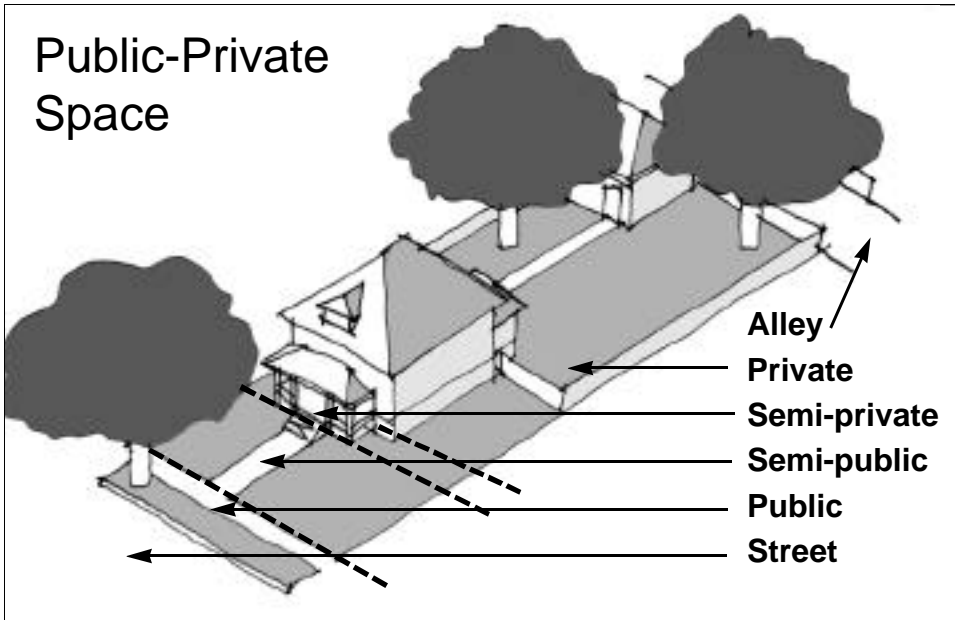 Public-Private
Space
Alley
Private
Semi-private
Semi-public
Public
Street